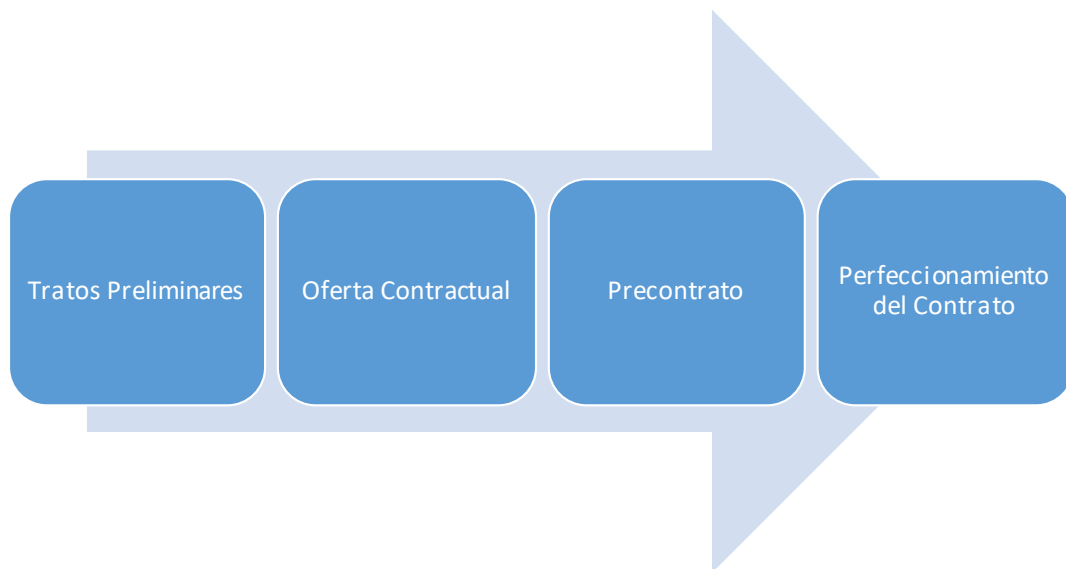 Tratos Preliminares
Oferta Contractual
Precontrato
Perfeccionamiento
del Contrato